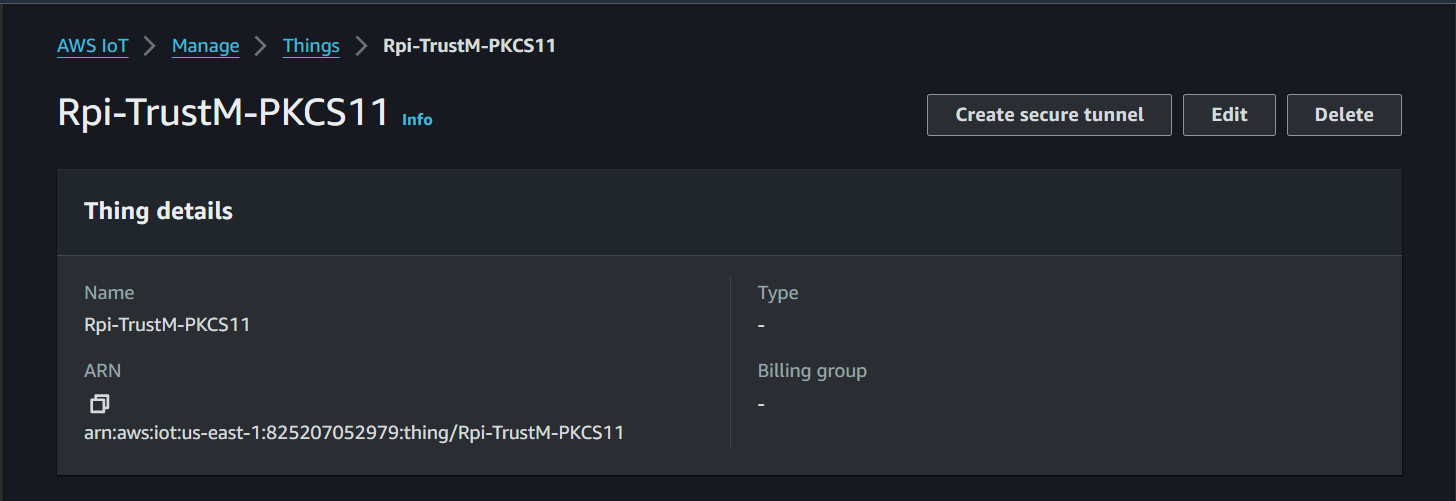 AWS IoT > Manage > Things > Rpi-TrustM-PKCS11
Rpi-TrustM-PKCS11 Info
Create secure tunnel
Edit
Delete
Thing details
Name
Rpi-TrustM-PKCS11
ARN
arn:aws:iot:us-east-1:825207052979:thing/Rpi-TrustM-PKCS11
Type
-
Billing group
-